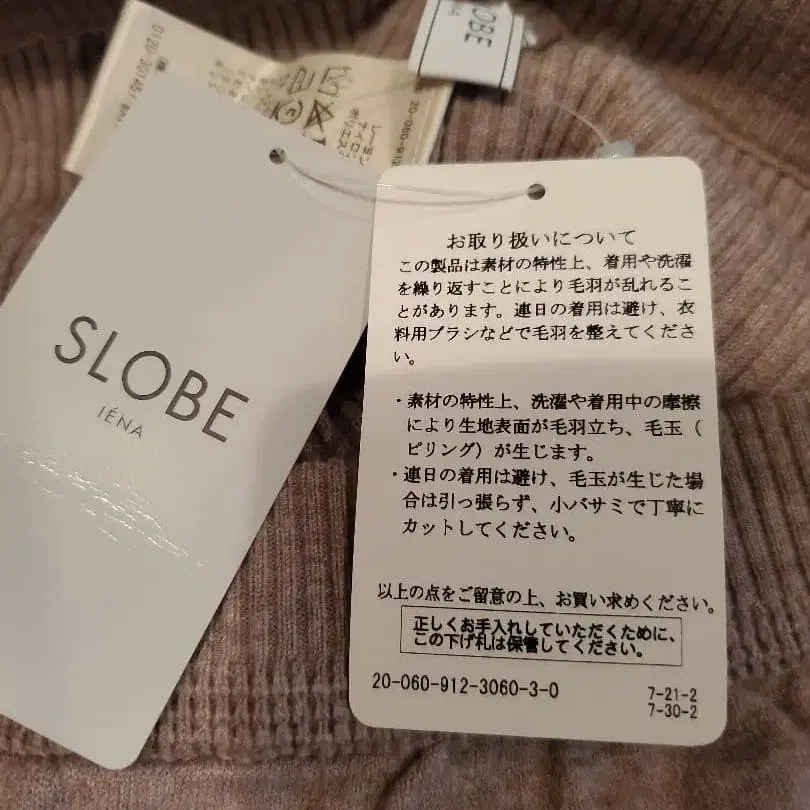 SLOBE
IÉNA
お取り扱いについて
この製品は素材の特性上、着用や洗濯
を繰り返すことにより毛羽が乱れるこ
とがあります。連日の着用は避け、衣
料用ブラシなどで毛羽を整えてくださ
い。
・素材の特性上、洗濯や着用中の摩擦
により生地表面が毛羽立ち、毛玉（
ピリング）が生じます。
・連日の着用は避け、毛玉が生じた場
合は引っ張らず、小バサミで丁寧に
カットしてください。
以上の点をご留意の上、お買い求めください。
正しくお手入れしていただくために、
この下げ札は保管してください。
20-060-912-3060-3-0
7-21-2
7-30-2